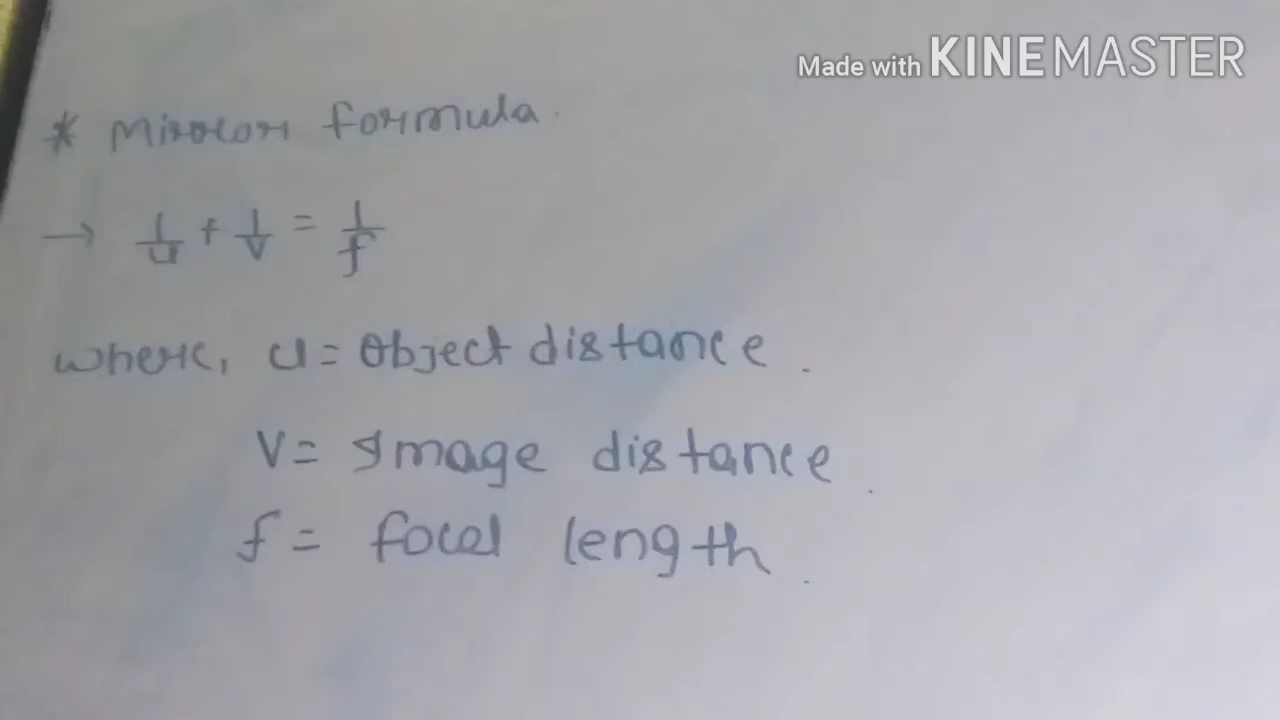 Made with KINEMASTER
* Mirror formula.
→ 1/u + 1/v = 1/f
where, u = Object distance.
v = Image distance.
f = focal length.